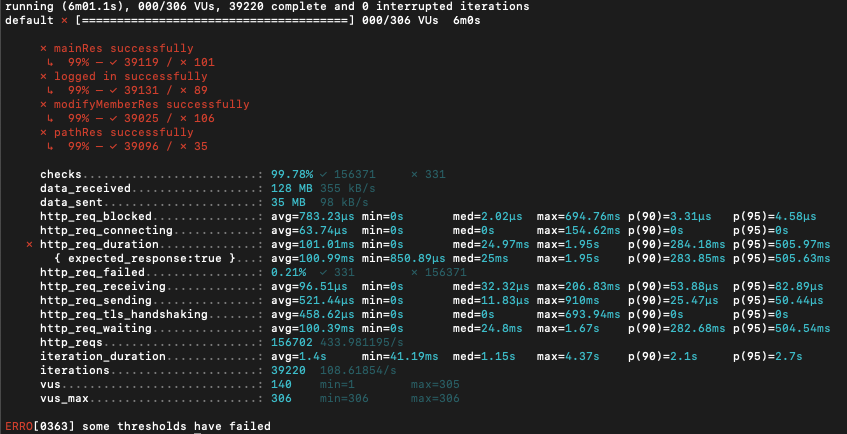 running (6m01.1s), 000/306 VUs, 39220 complete and 0 interrupted iterations
default ✗ [======================================] 000/306 VUs  6m0s
✗ mainRes successfully
↳  99% — ✓ 39119 / ✗ 101
✗ logged in successfully
↳  99% — ✓ 39131 / ✗ 89
✗ modifyMemberRes successfully
↳  99% — ✓ 39025 / ✗ 106
✗ pathRes successfully
↳  99% — ✓ 39096 / ✗ 35
checks.........................: 99.78% ✓ 156371     ✗ 331
data_received..................: 128 MB 355 kB/s
data_sent......................: 35 MB  98 kB/s
http_req_blocked...............: avg=783.23µs min=0s       med=2.02µs  max=694.76ms p(90)=3.31µs   p(95)=4.58µs
http_req_connecting............: avg=63.74µs  min=0s       med=0s      max=154.62ms p(90)=0s       p(95)=0s
✗ http_req_duration..............: avg=101.01ms min=0s       med=24.97ms max=1.95s    p(90)=284.18ms p(95)=505.97ms
{ expected_response:true }...: avg=100.99ms min=850.89µs med=25ms    max=1.95s    p(90)=283.85ms p(95)=505.63ms
http_req_failed................: 0.21%  ✓ 331        ✗ 156371
http_req_receiving.............: avg=96.51µs  min=0s       med=32.32µs max=206.83ms p(90)=53.88µs  p(95)=82.89µs
http_req_sending...............: avg=521.44µs min=0s       med=11.83µs max=910ms    p(90)=25.47µs  p(95)=50.44µs
http_req_tls_handshaking.......: avg=458.62µs min=0s       med=0s      max=693.94ms p(90)=0s       p(95)=0s
http_req_waiting...............: avg=100.39ms min=0s       med=24.8ms  max=1.67s    p(90)=282.68ms p(95)=504.54ms
http_reqs......................: 156702 433.981195/s
iteration_duration.............: avg=1.4s     min=41.19ms  med=1.15s   max=4.37s    p(90)=2.1s     p(95)=2.7s
iterations.....................: 39220  108.61854/s
vus............................: 140    min=1        max=305
vus_max........................: 306    min=306      max=306
ERRO[0363] some thresholds have failed